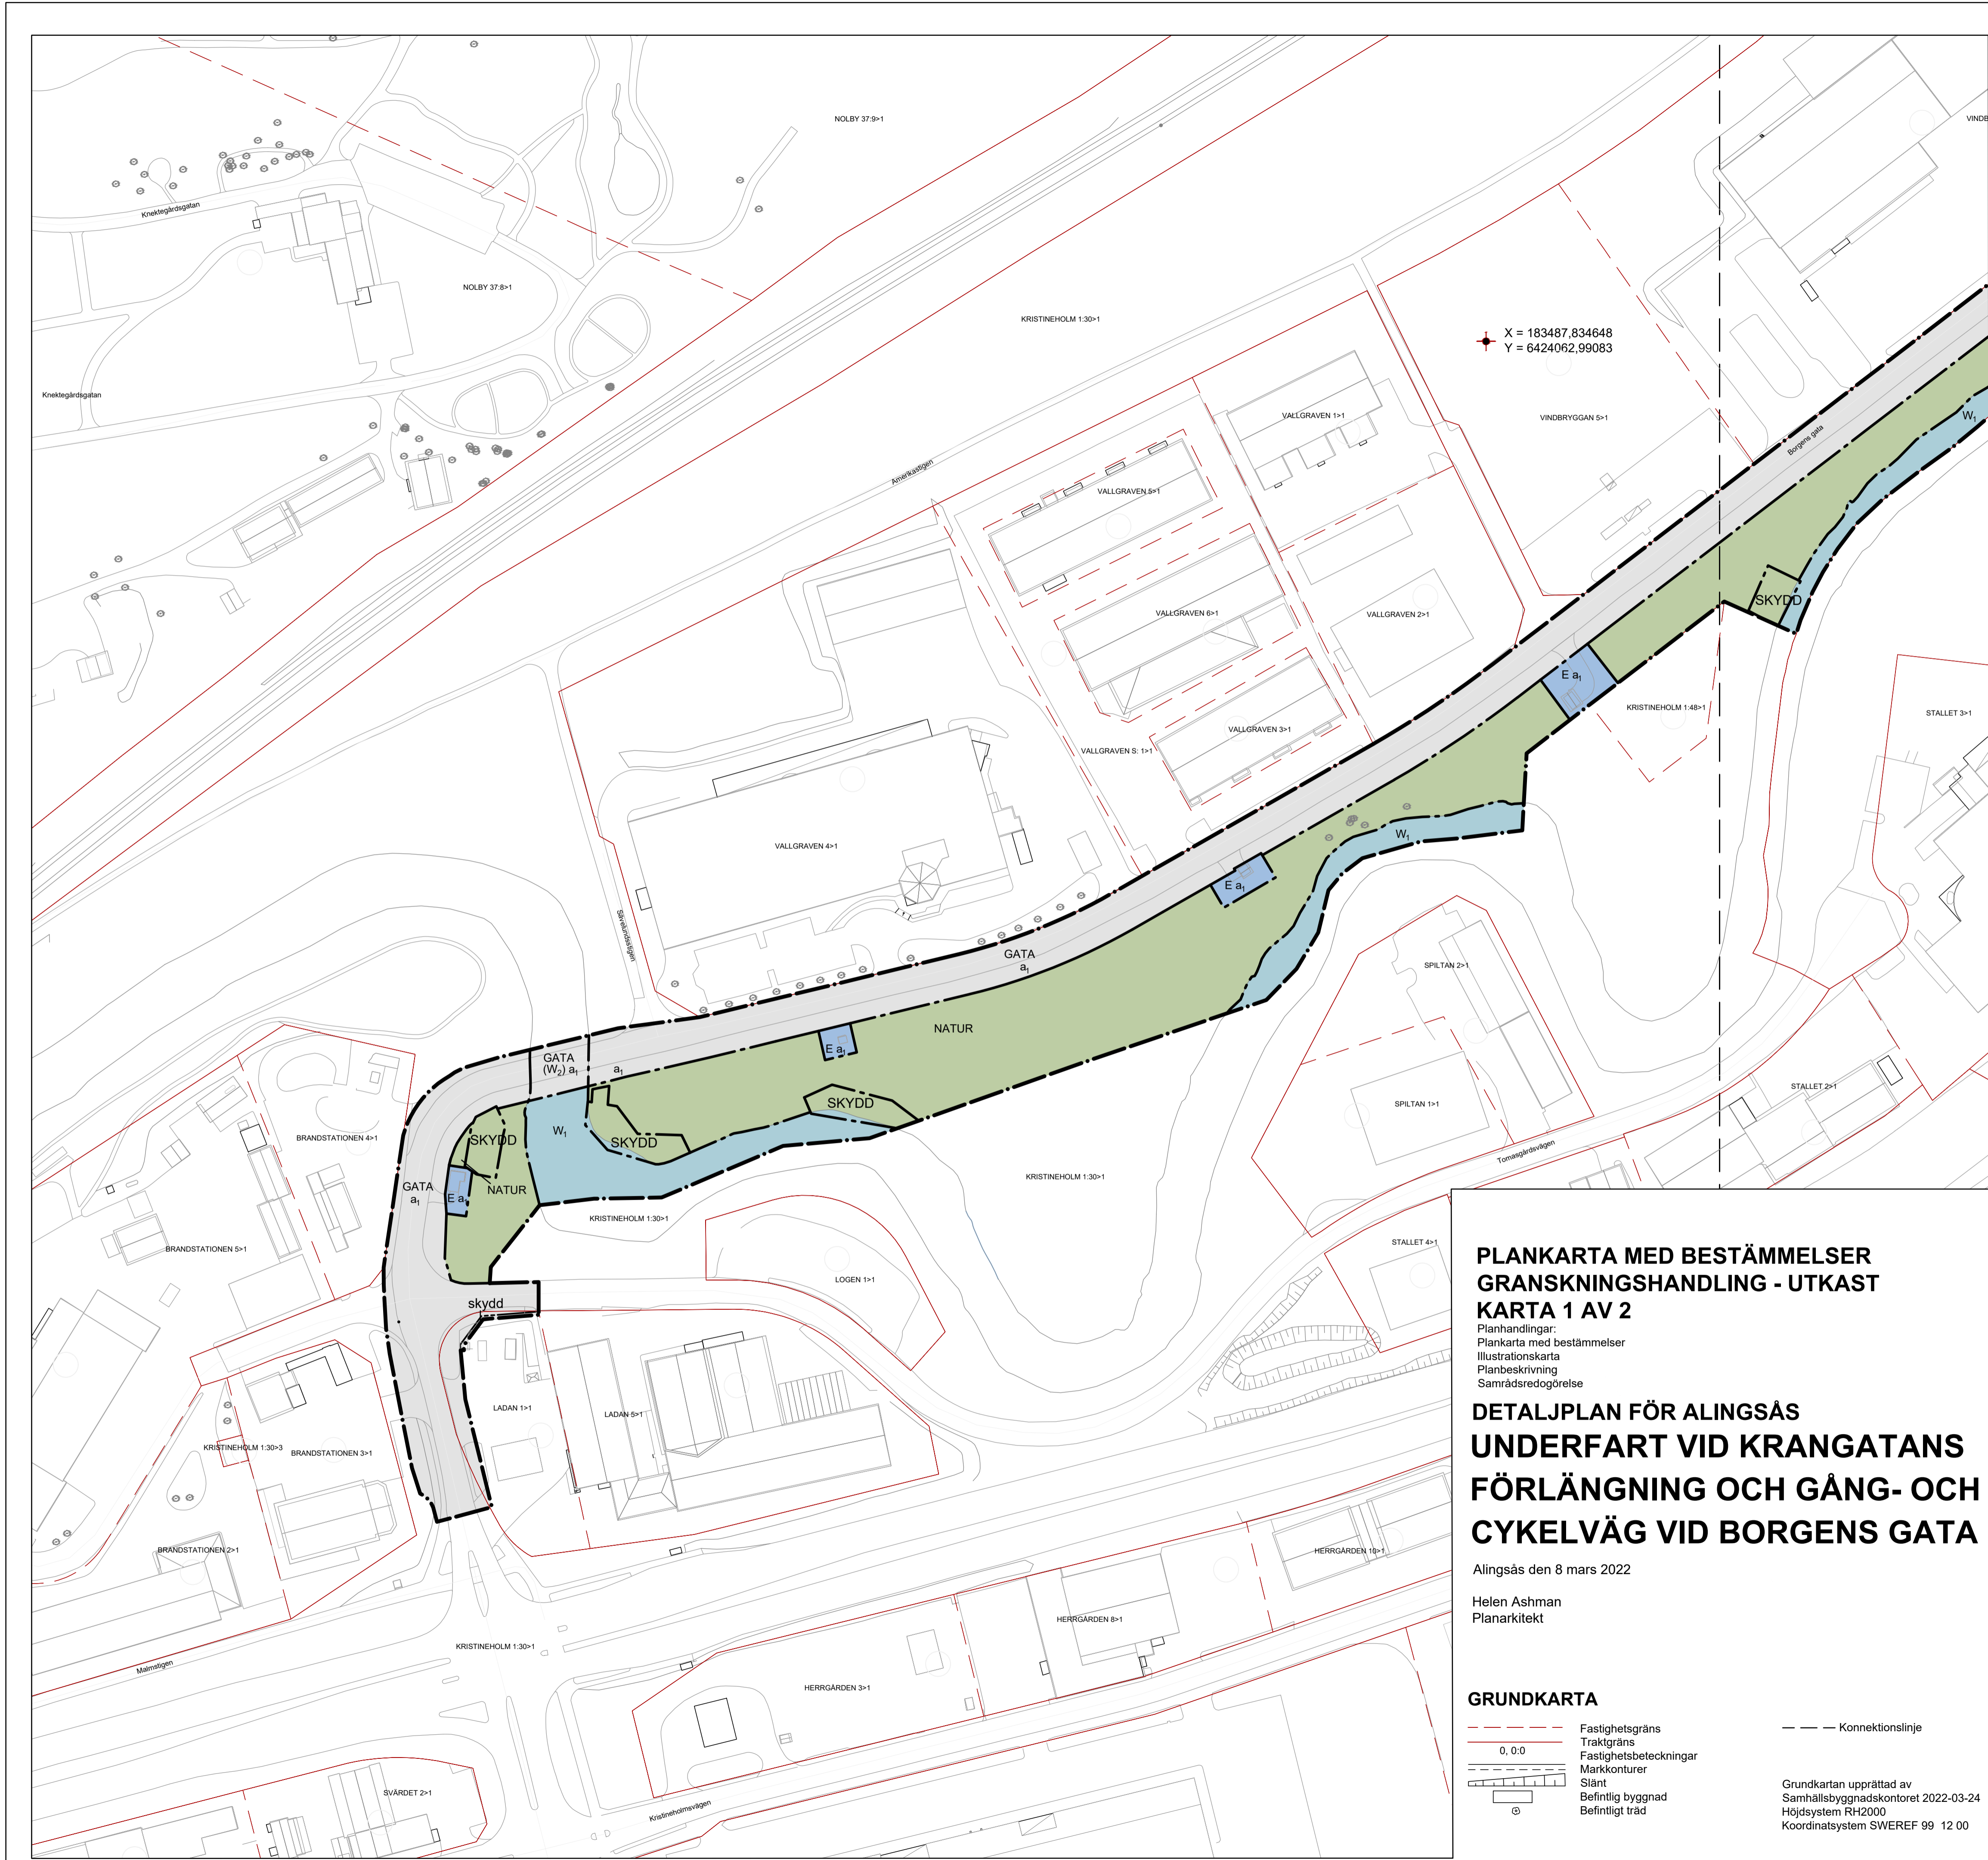 NOLBY 37:9>1
VINDB
Knektegårdsgatan
NOLBY 37:8>1
KRISTINEHOLM 1:30>1
X = 183487,834648
Y = 6424062,99083
Knektegårdsgatan
VALLGRAVEN 1>1
VINDBRYGGAN 5>1
W1
Borgens gata
Amerikastigen
VALLGRAVEN 5>1
VALLGRAVEN 6>1
VALLGRAVEN 2>1
SKYDD
E a1
KRISTINEHOLM 1:48>1
STALLET 3>1
VALLGRAVEN 3>1
VALLGRAVEN S: 1>1
VALLGRAVEN 4>1
W1
E a1
Sävelundsstigen
GATA
a1
SPILTAN 2>1
NATUR
E a1
GATA
(W2) a1
a1
STALLET 2>1
SKYDD
SPILTAN 1>1
BRANDSTATIONEN 4>1
SKYDD
W1
SKYDD
Tomasgårdsvägen
KRISTINEHOLM 1:30>1
GATA
a1
E a1
NATUR
KRISTINEHOLM 1:30>1
BRANDSTATIONEN 5>1
STALLET 4>1
LOGEN 1>1
skydd
LADAN 1>1
LADAN 5>1
KRISTINEHOLM 1:30>3
BRANDSTATIONEN 3>1
BRANDSTATIONEN 2>1
HERRGÅRDEN 10>1
HERRGÅRDEN 8>1
KRISTINEHOLM 1:30>1
Malmstigen
HERRGÅRDEN 3>1
SVÄRDET 2>1
Kristineholmsvägen
PLANKARTA MED BESTÄMMELSER
GRANSKNINGSHANDLING - UTKAST
KARTA 1 AV 2
Planhandlingar:
Plankarta med bestämmelser
Illustrationskarta
Planbeskrivning
Samrådsredogörelse
DETALJPLAN FÖR ALINGSÅS
UNDERFART VID KRANGATANS
FÖRLÄNGNING OCH GÅNG- OCH
CYKELVÄG VID BORGENS GATA
Alingsås den 8 mars 2022
Helen Ashman
Planarkitekt
GRUNDKARTA
Fastighetsgräns
Traktgräns
0, 0:0 Fastighetsbeteckningar
Markkonturer
Slänt
Befintlig byggnad
Befintligt träd
Konnektionslinje
Grundkartan upprättad av
Samhällsbyggnadskontoret 2022-03-24
Höjdsystem RH2000
Koordinatsystem SWEREF 99 12 00